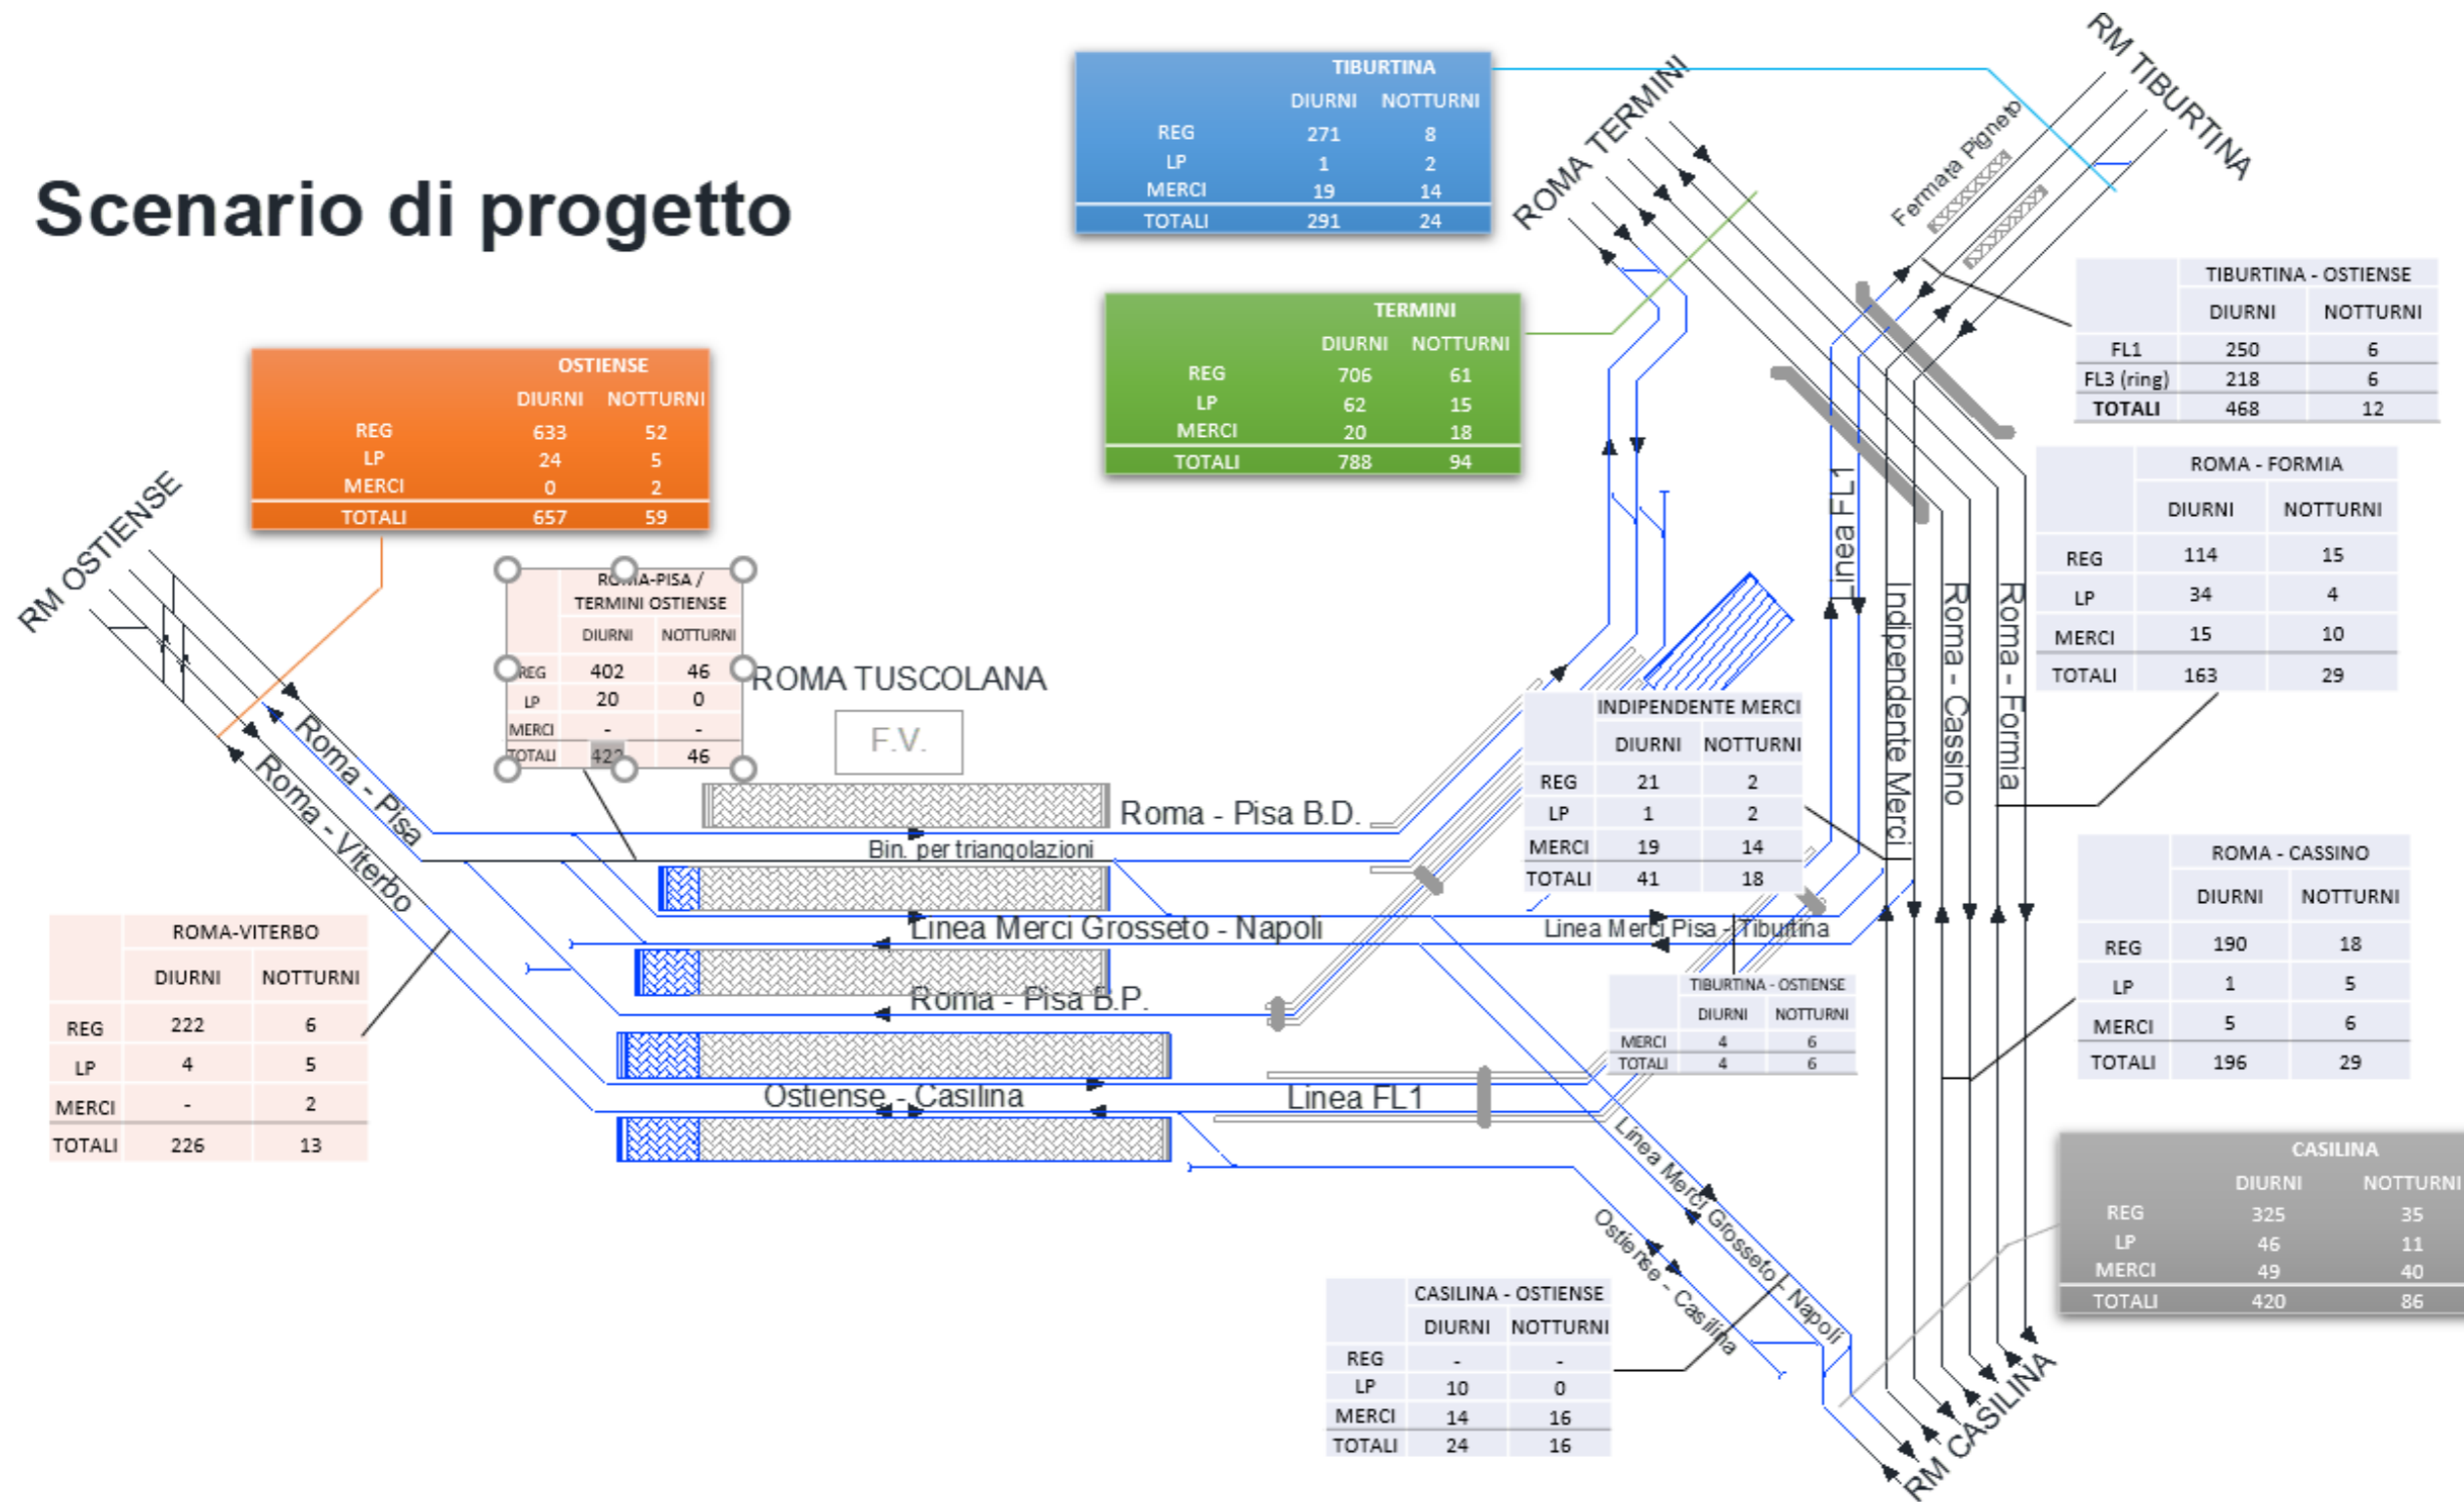 Scenario di progetto
TIBURTINA
DIURNI NOTTURNI
REG 271 8
LP 1 2
MERCI 19 14
TOTALI 291 24
TERMINI
DIURNI NOTTURNI
REG 706 61
LP 62 15
MERCI 20 18
TOTALI 788 94
OSTIENSE
DIURNI NOTTURNI
REG 633 52
LP 24 5
MERCI 0 2
TOTALI 657 59
ROMA TERMINI
RM TIBURTINA
Fermata Pigneto
TIBURTINA - OSTIENSE
DIURNI NOTTURNI
FL1 250 6
FL3 (ring) 218 6
TOTALI 468 12
ROMA - FORMIA
DIURNI NOTTURNI
REG 114 15
LP 34 4
MERCI 15 10
TOTALI 163 29
RM OSTIENSE
ROMA-PISA /
TERMINI OSTIENSE
DIURNI NOTTURNI
REG 402 46
LP 20 0
MERCI - -
TOTALI 422 46
ROMA TUSCOLANA
F.V.
Roma - Pisa
Roma - Viterbo
Roma - Pisa B.D.
Bin. per triangolazioni
Linea Merci Grosseto - Napoli
Roma - Pisa B.P.
Ostiense - Casilina
Linea FL1
Linea FL1
Indipendente Merci
Roma - Cassino
Roma - Formia
INDIPENDENTE MERCI
DIURNI NOTTURNI
REG 21 2
LP 1 2
MERCI 19 14
TOTALI 41 18
Linea Merci Pisa - Tiburtina
TIBURTINA - OSTIENSE
DIURNI NOTTURNI
MERCI 4 6
TOTALI 4 6
ROMA - CASSINO
DIURNI NOTTURNI
REG 190 18
LP 1 5
MERCI 5 6
TOTALI 196 29
ROMA-VITERBO
DIURNI NOTTURNI
REG 222 6
LP 4 5
MERCI - 2
TOTALI 226 13
Linea Merci Grosseto - Napoli
Ostiense - Casilina
CASILINA
DIURNI NOTTURNI
REG 325 35
LP 46 11
MERCI 49 40
TOTALI 420 86
CASILINA - OSTIENSE
DIURNI NOTTURNI
REG - -
LP 10 0
MERCI 14 16
TOTALI 24 16
RM CASILINA